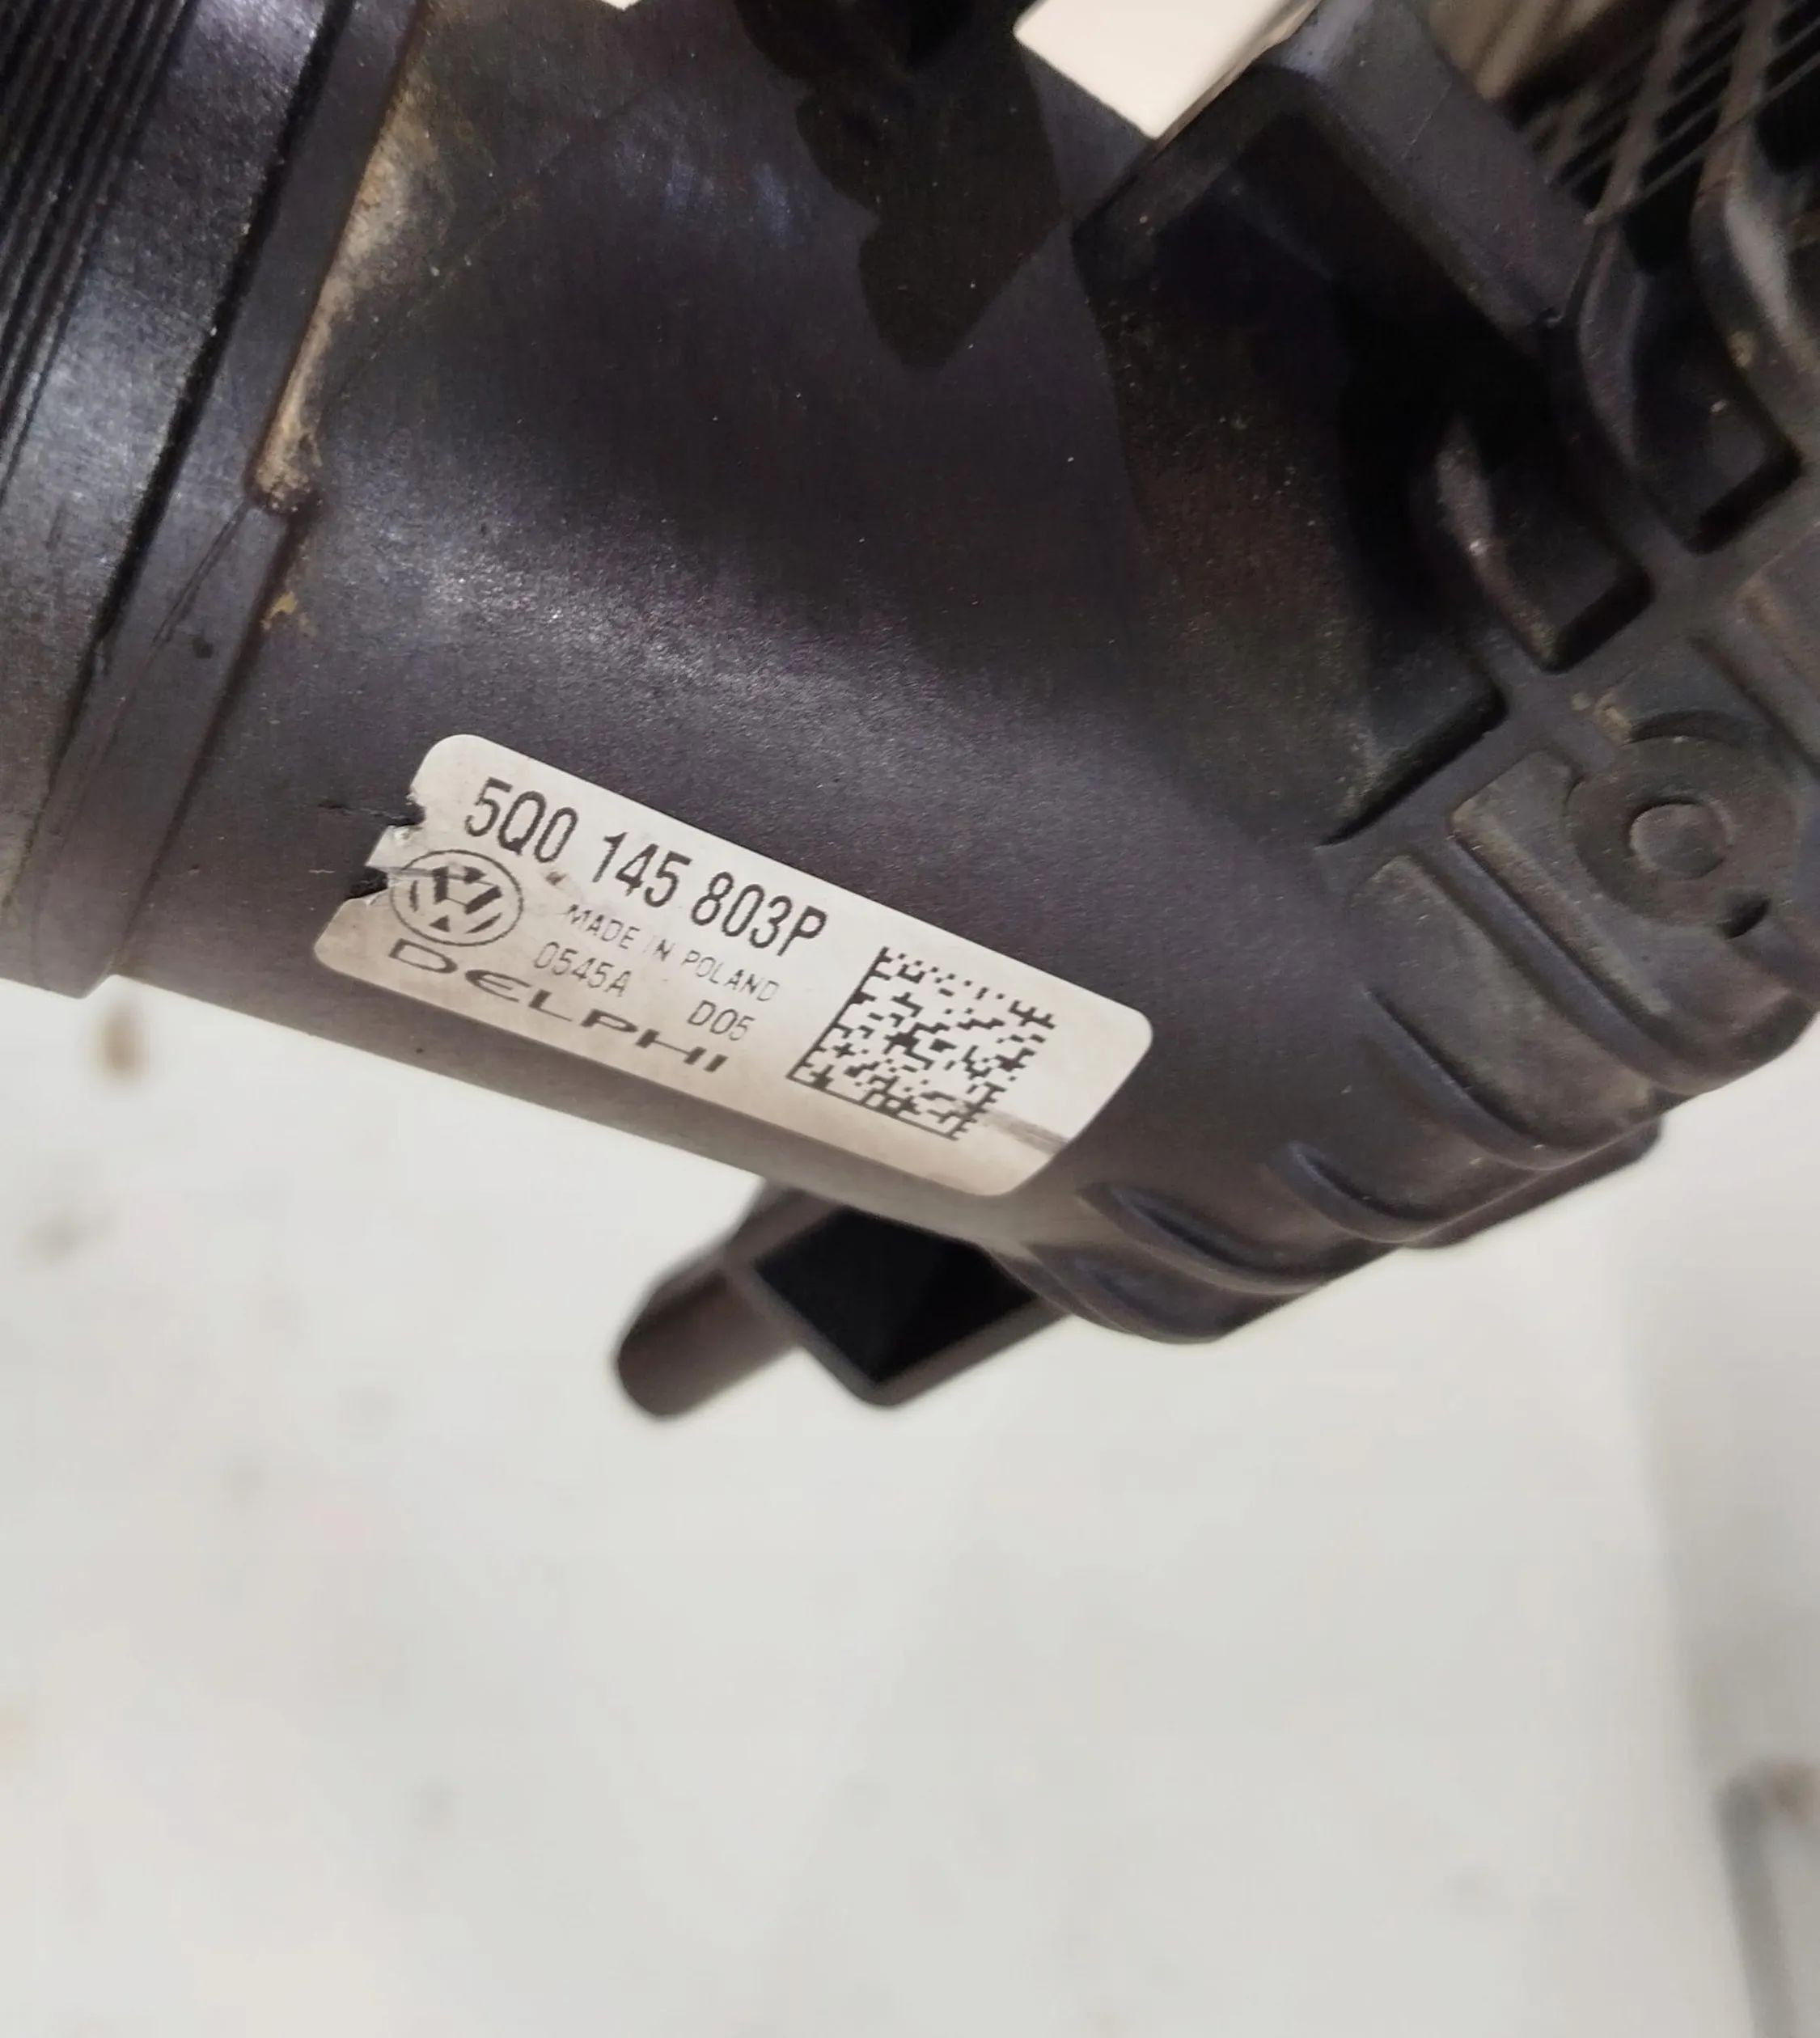 5Q0 145 803P
MADE IN POLAND
0545A D05
DELPHI